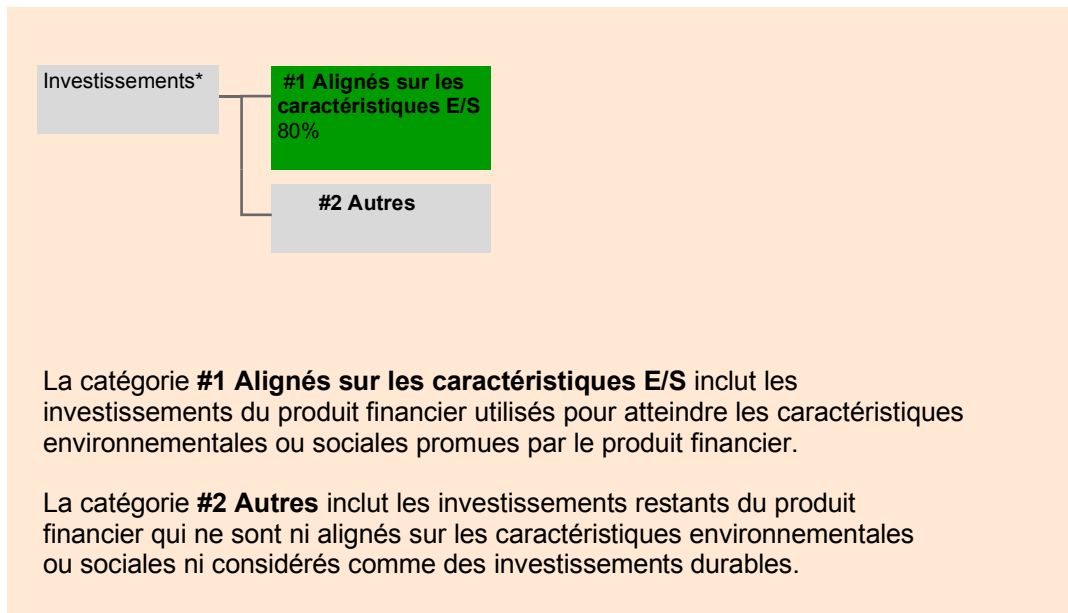 Investissements*
#1 Alignés sur les
caractéristiques E/S
80%
#2 Autres
La catégorie #1 Alignés sur les caractéristiques E/S inclut les
investissements du produit financier utilisés pour atteindre les caractéristiques
environnementales ou sociales promues par le produit financier.
La catégorie #2 Autres inclut les investissements restants du produit
financier qui ne sont ni alignés sur les caractéristiques environnementales
ou sociales ni considérés comme des investissements durables.